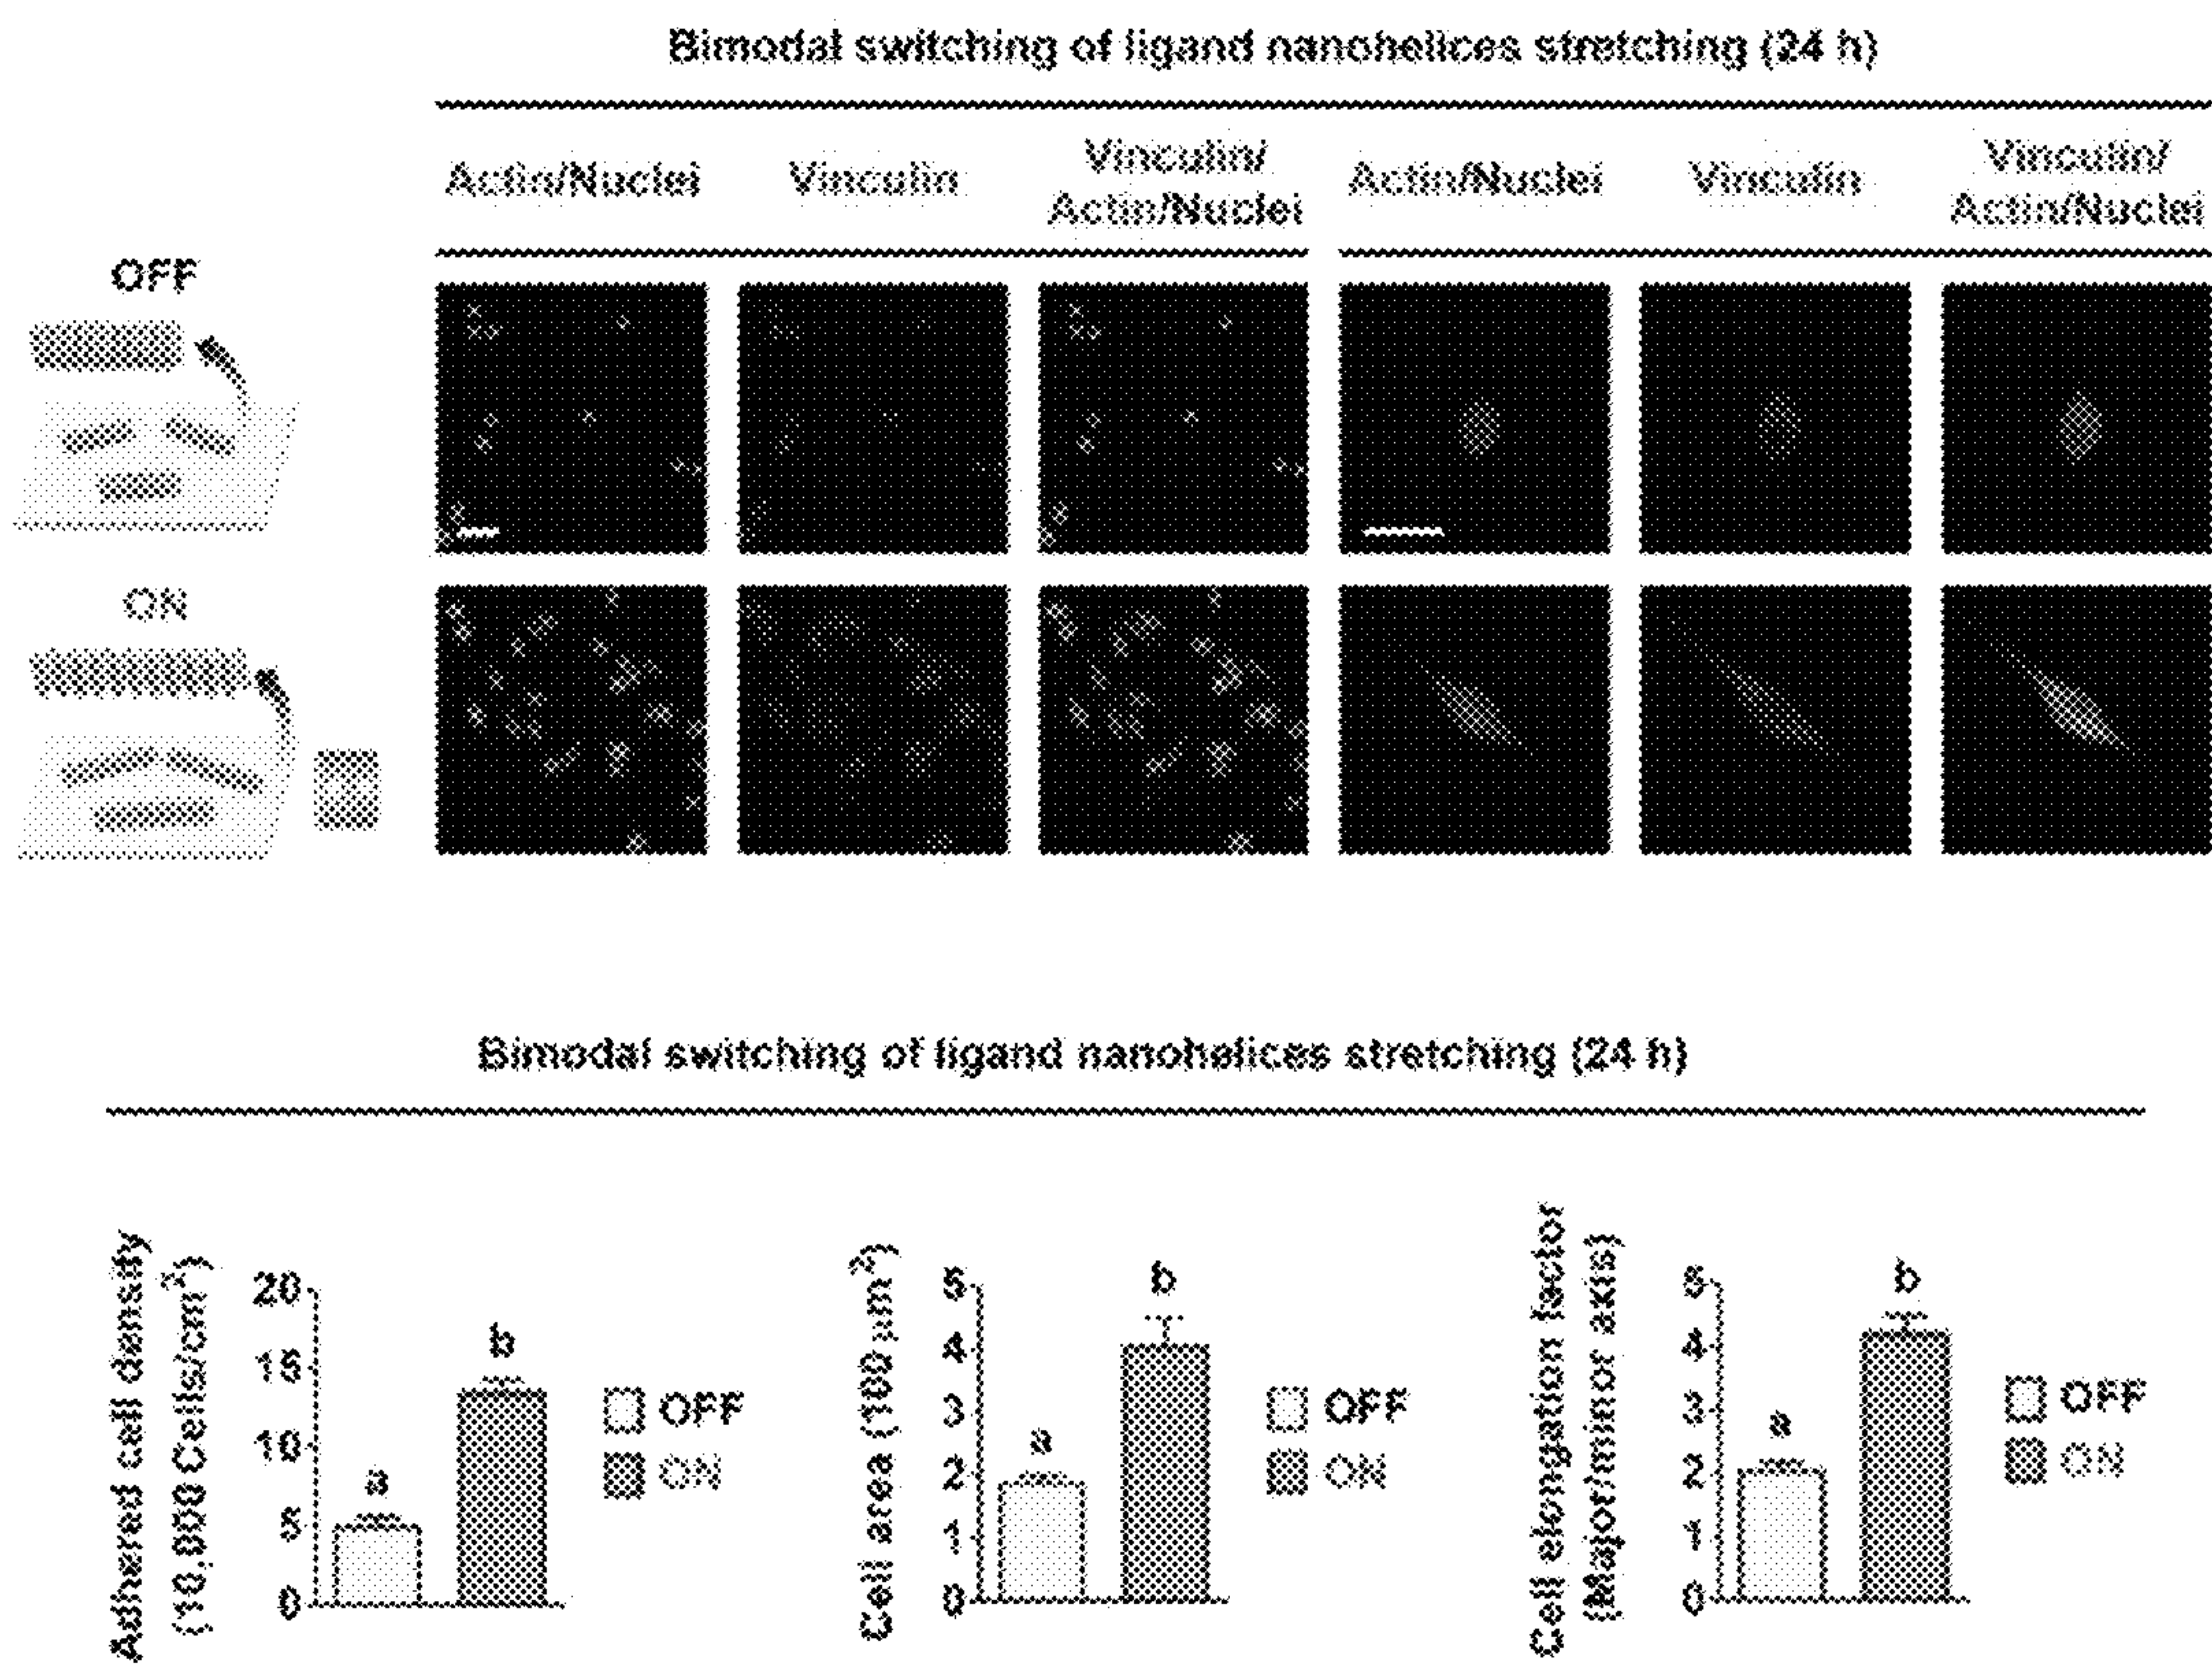 Bimodal switching of ligand nanohelices stretching (24 h)
Actin/Nuclei
Vinculin
Vinculin/
Actin/Nuclei
Actin/Nuclei
Vinculin
Vinculin/
Actin/Nuclei
OFF
ON
Bimodal switching of ligand nanohelices stretching (24 h)
Adhered cell density
(10,000 Cells/cm²)
20
15
10
5
0
a
b
OFF
ON
Cell area (100 µm²)
5
4
3
2
1
0
a
b
OFF
ON
Cell elongation factor
(Major/minor axis)
5
4
3
2
1
0
a
b
OFF
ON